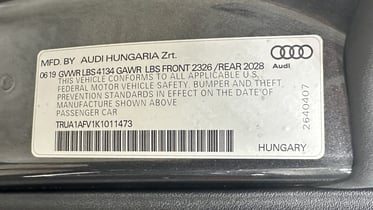 MFD. BY AUDI HUNGARIA Zrt.
0619 GVWR LBS 4134 GAWR LBS FRONT 2326 /REAR 2028
THIS VEHICLE CONFORMS TO ALL APPLICABLE U.S.
FEDERAL MOTOR VEHICLE SAFETY, BUMPER, AND THEFT
PREVENTION STANDARDS IN EFFECT ON THE DATE OF
MANUFACTURE SHOWN ABOVE
PASSENGER CAR
TRUA1AFV1K1011473
HUNGARY
Audi
2640407